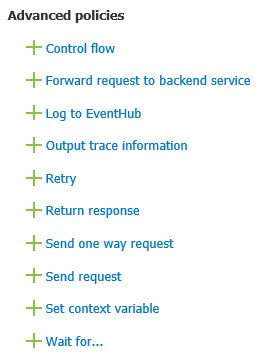 Advanced policies
Control flow
Forward request to backend service
Log to EventHub
Output trace information
Retry
Return response
Send one way request
Send request
Set context variable
Wait for...